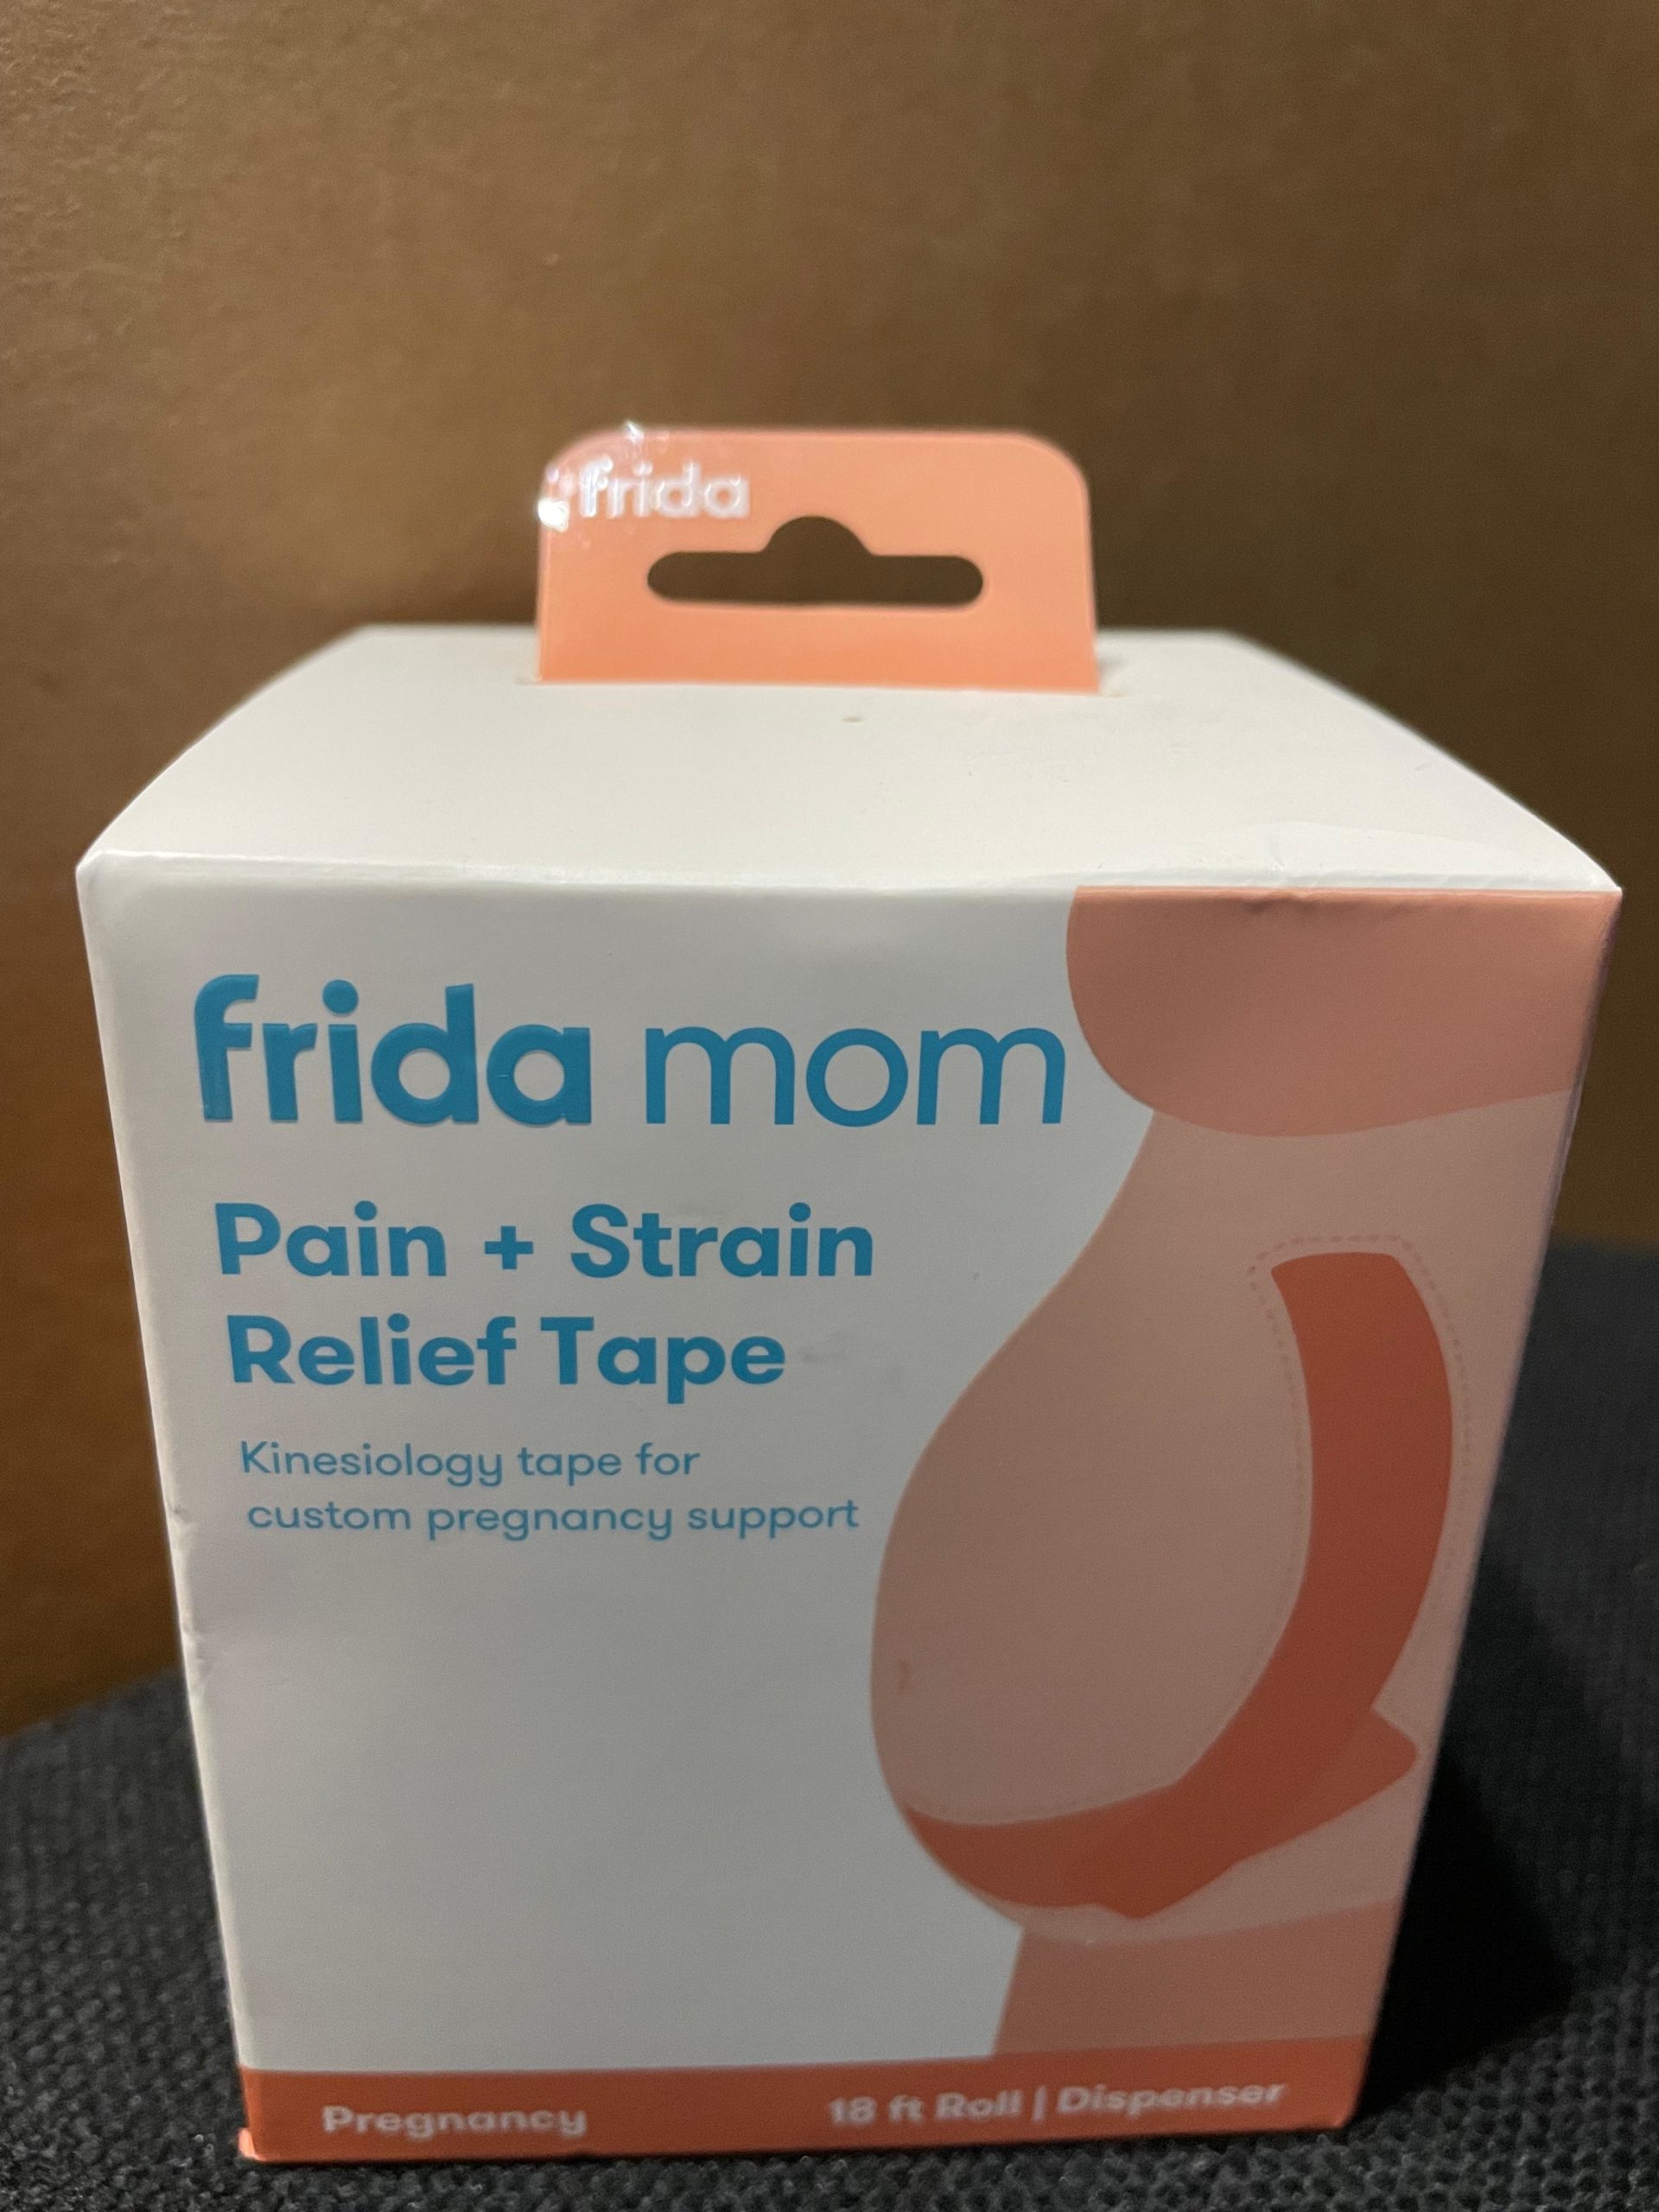 frida
frida mom
Pain + Strain
Relief Tape
Kinesiology tape for
custom pregnancy support
Pregnancy
18 ft Roll | Dispenser